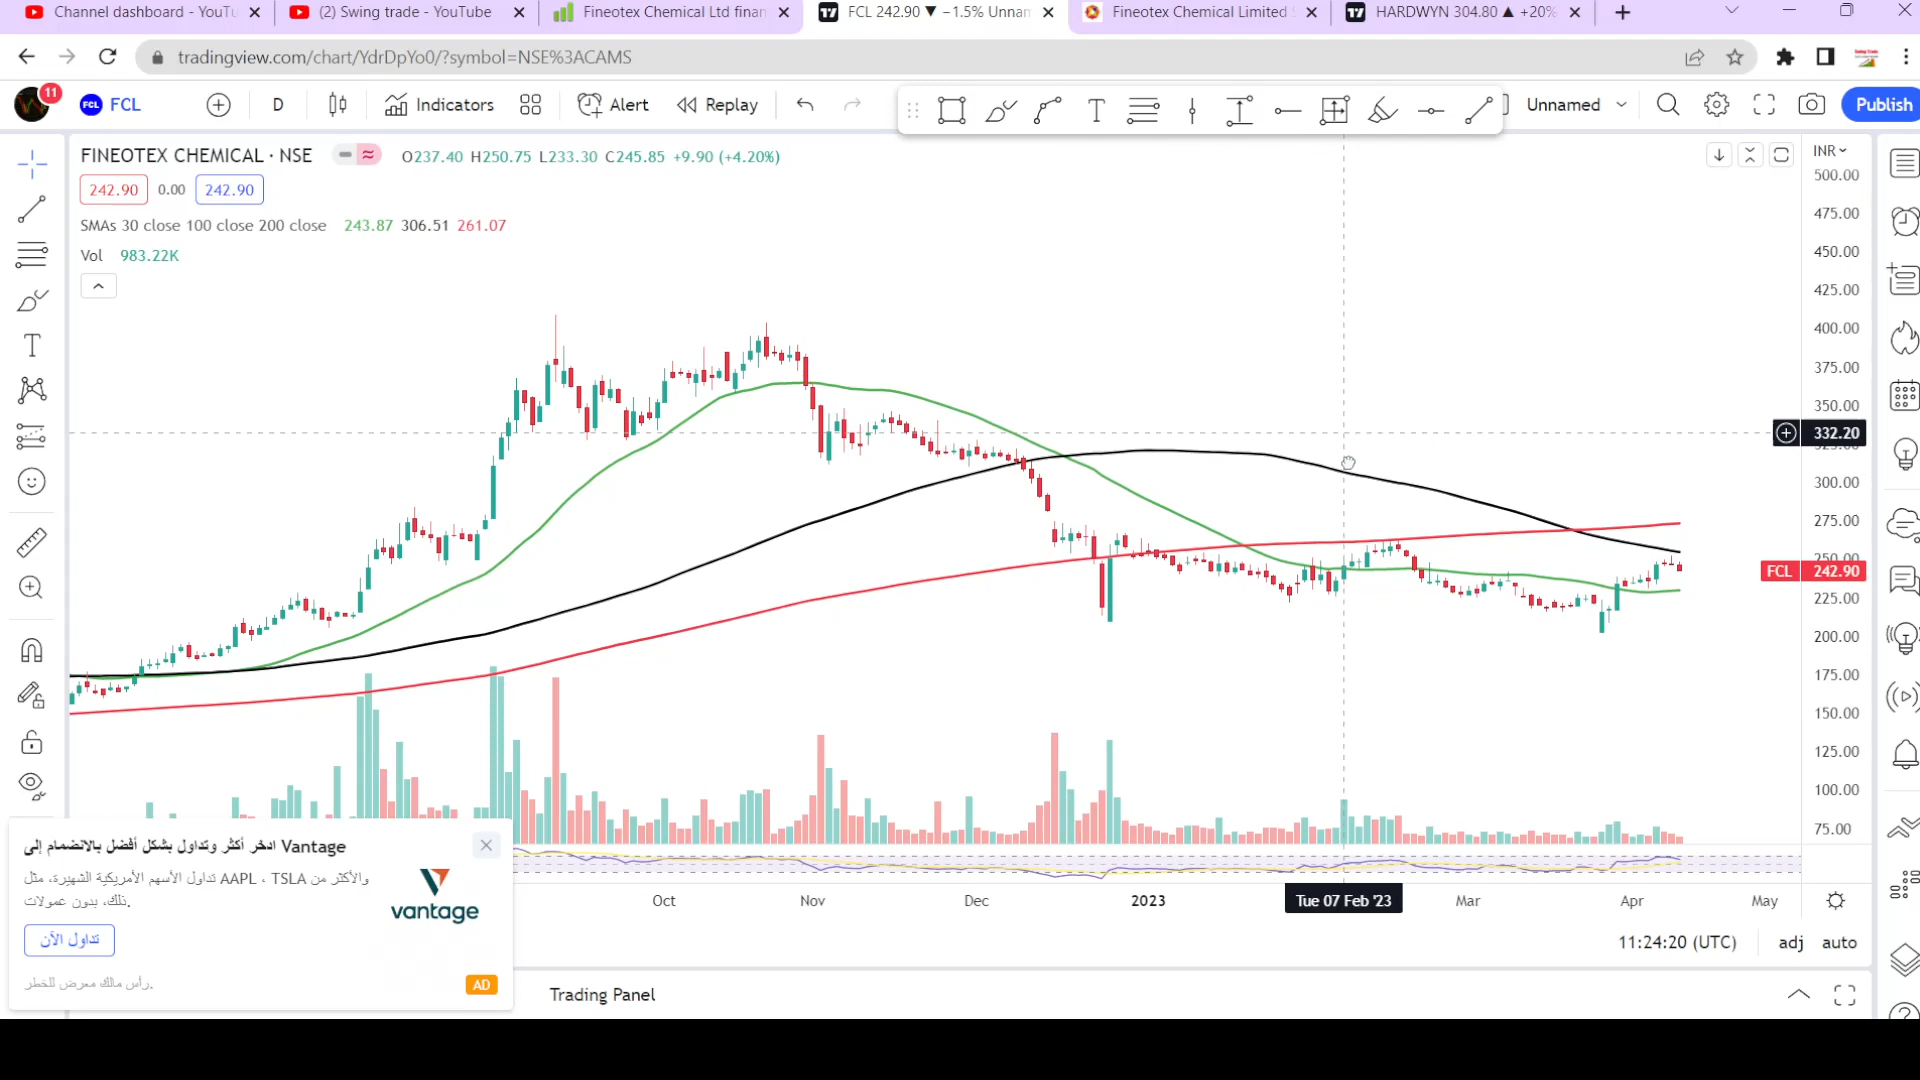 Channel dashboard - YouTu
(2) Swing trade - YouTube
Fineotex Chemical Ltd finan
FCL 242.90 ▼ −1.5% Unnam
Fineotex Chemical Limited
HARDWYN 304.80 ▲ +20%
tradingview.com/chart/YdrDpYo0/?symbol=NSE%3ACAMS
11
FCL FCL
D
Indicators
Alert
Replay
T
Unnamed
Publish
FINEOTEX CHEMICAL · NSE
O237.40 H250.75 L233.30 C245.85 +9.90 (+4.20%)
INR
242.90 0.00 242.90
SMAs 30 close 100 close 200 close 243.87 306.51 261.07
Vol 983.22K
500.00
475.00
450.00
425.00
400.00
375.00
350.00
332.20
300.00
275.00
250.00
FCL 242.90
225.00
200.00
175.00
150.00
125.00
100.00
75.00
ادخر أكثر وتداول بشكل أفضل بالانضمام إلى Vantage
تداول الأسهم الأمريكية الشهيرة، مثل AAPL ، TSLA والأكثر من
ذلك، بدون عمولات.
تداول الآن
رأس مالك معرض للخطر.
vantage
AD
Oct
Nov
Dec
2023
Tue 07 Feb '23
Mar
Apr
May
11:24:20 (UTC)
adj
auto
Trading Panel